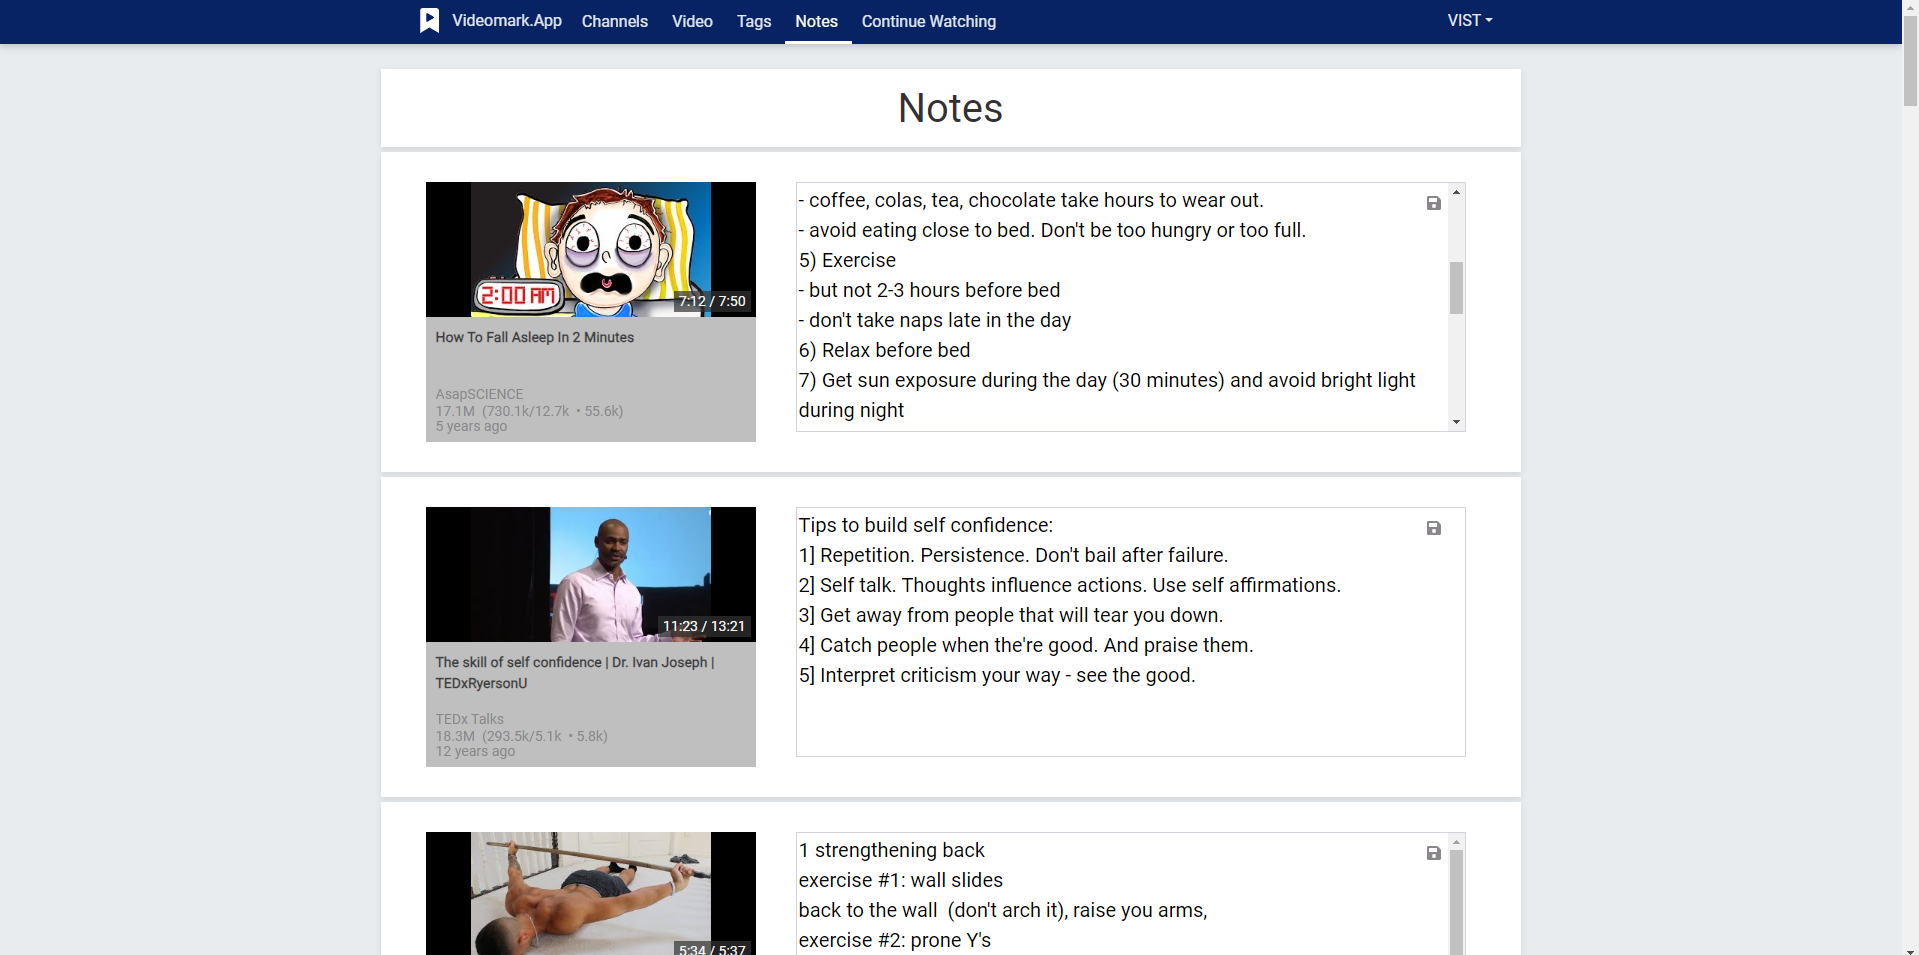 Videomark.App Channels Video Tags Notes Continue Watching VIST
Notes
2:00 AM
7:12 / 7:50
How To Fall Asleep In 2 Minutes
AsapSCIENCE
17.1M (730.1k/12.7k • 55.6k)
5 years ago
- coffee, colas, tea, chocolate take hours to wear out.
- avoid eating close to bed. Don't be too hungry or too full.
5) Exercise
- but not 2-3 hours before bed
- don't take naps late in the day
6) Relax before bed
7) Get sun exposure during the day (30 minutes) and avoid bright light
during night
11:23 / 13:21
The skill of self confidence | Dr. Ivan Joseph |
TEDxRyersonU
TEDx Talks
18.3M (293.5k/5.1k • 5.8k)
12 years ago
Tips to build self confidence:
1] Repetition. Persistence. Don't bail after failure.
2] Self talk. Thoughts influence actions. Use self affirmations.
3] Get away from people that will tear you down.
4] Catch people when the're good. And praise them.
5] Interpret criticism your way - see the good.
5:34 / 5:37
1 strengthening back
exercise #1: wall slides
back to the wall  (don't arch it), raise you arms,
exercise #2: prone Y's